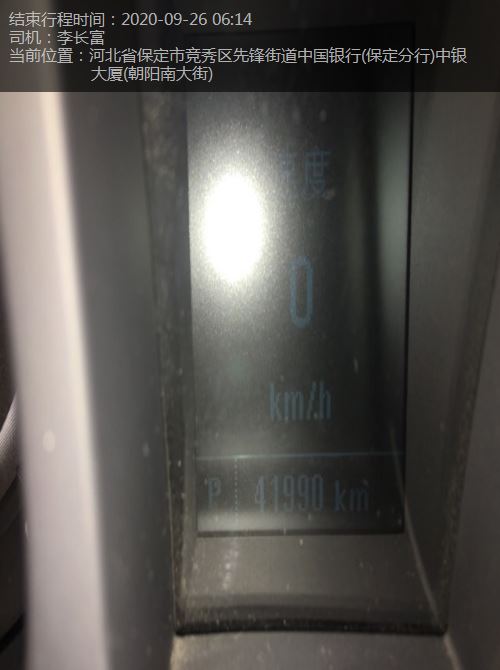 结束行程时间：2020-09-26 06:14
司机：李长富
当前位置：河北省保定市竞秀区先锋街道中国银行(保定分行)中银
大厦(朝阳南大街)
速度
0
km/h
P 41990 km